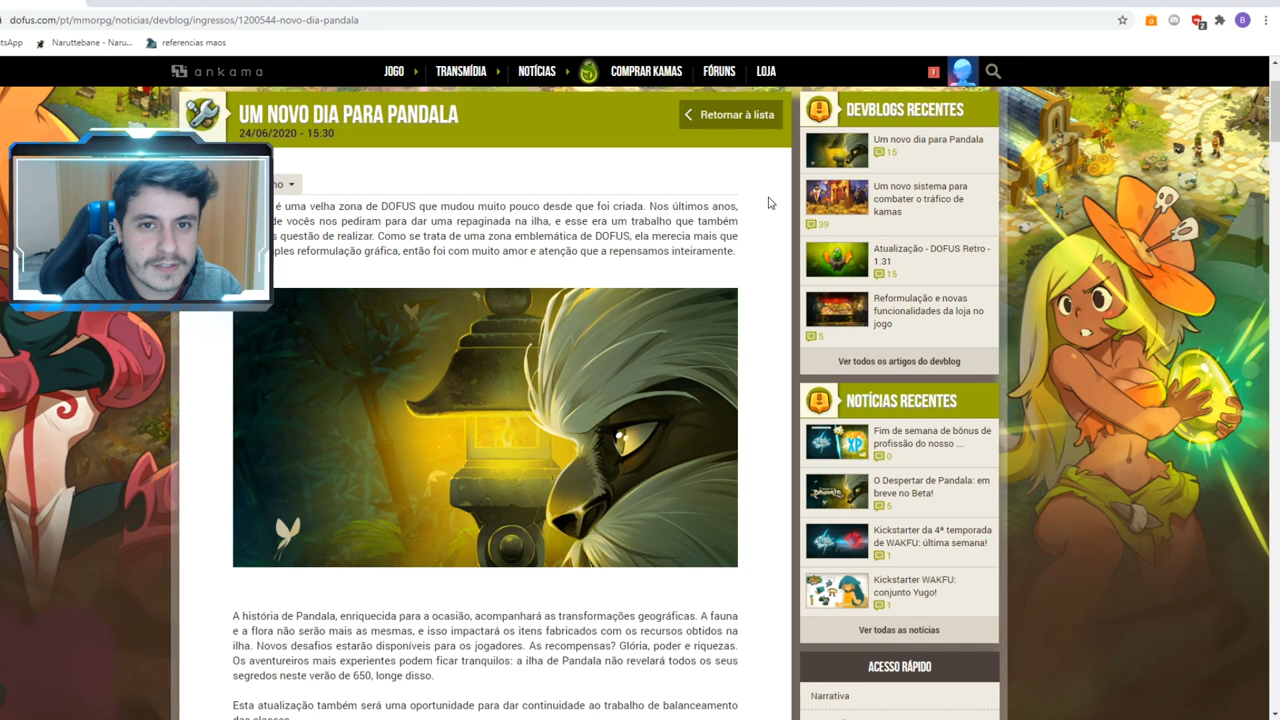 dofus.com/pt/mmorpg/noticias/devblog/ingressos/1200544-novo-dia-pandala
2
B
tsApp
Naruttebane - Naru...
referencias maos
ankama
JOGO
TRANSMÍDIA
NOTÍCIAS
COMPRAR KAMAS
FÓRUNS
LOJA
1
UM NOVO DIA PARA PANDALA
24/06/2020 - 15:30
Retornar à lista
é uma velha zona de DOFUS que mudou muito pouco desde que foi criada. Nos últimos anos,
de vocês nos pediram para dar uma repaginada na ilha, e esse era um trabalho que também
questão de realizar. Como se trata de uma zona emblemática de DOFUS, ela merecia mais que
ples reformulação gráfica, então foi com muito amor e atenção que a repensamos inteiramente.
A história de Pandala, enriquecida para a ocasião, acompanhará as transformações geográficas. A fauna
e a flora não serão mais as mesmas, e isso impactará os itens fabricados com os recursos obtidos na
ilha. Novos desafios estarão disponíveis para os jogadores. As recompensas? Glória, poder e riquezas.
Os aventureiros mais experientes podem ficar tranquilos: a ilha de Pandala não revelará todos os seus
segredos neste verão de 650, longe disso.
Esta atualização também será uma oportunidade para dar continuidade ao trabalho de balanceamento
das classes
DEVBLOGS RECENTES
Um novo dia para Pandala
15
Um novo sistema para
combater o tráfico de
kamas
39
Atualização - DOFUS Retro -
1.31
15
Reformulação e novas
funcionalidades da loja no
jogo
5
Ver todos os artigos do devblog
NOTÍCIAS RECENTES
Fim de semana de bônus de
profissão do nosso ...
0
O Despertar de Pandala: em
breve no Beta!
5
Kickstarter da 4ª temporada
de WAKFU: última semana!
1
Kickstarter WAKFU:
conjunto Yugo!
1
Ver todas as notícias
ACESSO RÁPIDO
Narrativa